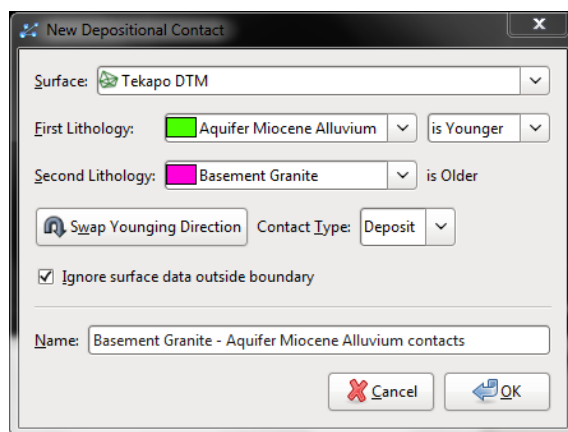 New Depositional Contact
x
Surface: Tekapo DTM
First Lithology: Aquifer Miocene Alluvium is Younger
Second Lithology: Basement Granite is Older
Swap Younging Direction Contact Type: Deposit
Ignore surface data outside boundary
Name: Basement Granite - Aquifer Miocene Alluvium contacts
Cancel OK